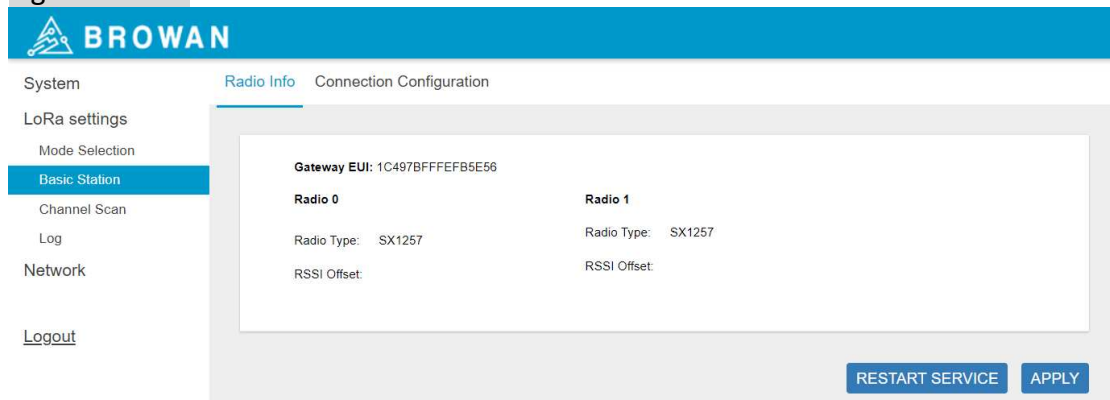 BROWAN
System
LoRa settings
Mode Selection
Basic Station
Channel Scan
Log
Network
Logout
Radio Info Connection Configuration
Gateway EUI: 1C497BFFFEFB5E56
Radio 0
Radio Type: SX1257
RSSI Offset:
Radio 1
Radio Type: SX1257
RSSI Offset:
RESTART SERVICE APPLY